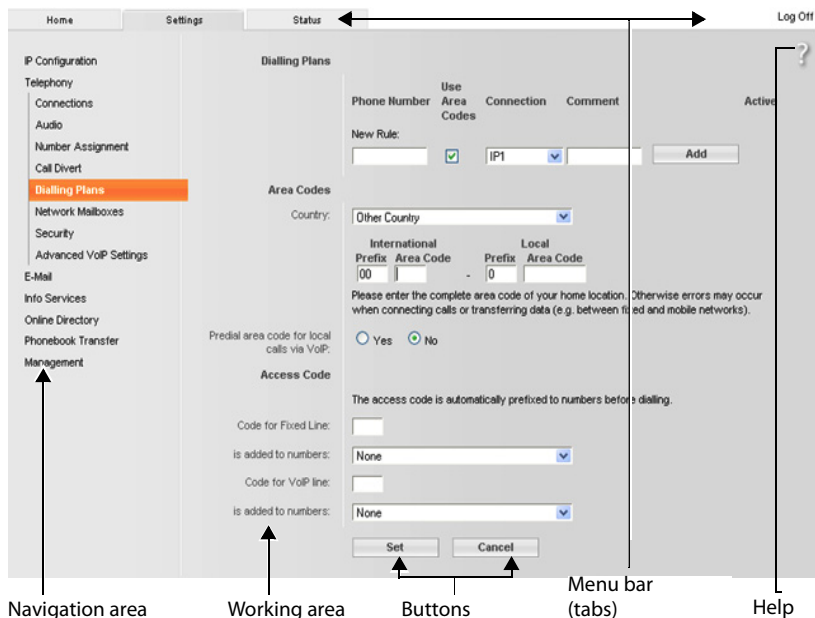 Home Settings Status Log Off
?
IP Configuration
Telephony
Connections
Audio
Number Assignment
Call Divert
Dialling Plans
Network Mailboxes
Security
Advanced VoIP Settings
E-Mail
Info Services
Online Directory
Phonebook Transfer
Management
Dialling Plans
Phone Number Use Area Codes Connection Comment Active
New Rule:
IP1 Add
Area Codes
Country: Other Country
International Local
Prefix Area Code Prefix Area Code
00 - 0
Please enter the complete area code of your home location. Otherwise errors may occur
when connecting calls or transferring data (e.g. between fixed and mobile networks).
Predial area code for local
calls via VoIP:
Yes No
Access Code
The access code is automatically prefixed to numbers before dialling.
Code for Fixed Line:
is added to numbers: None
Code for VoIP line:
is added to numbers: None
Set Cancel
Navigation area Working area Buttons Menu bar
(tabs) Help